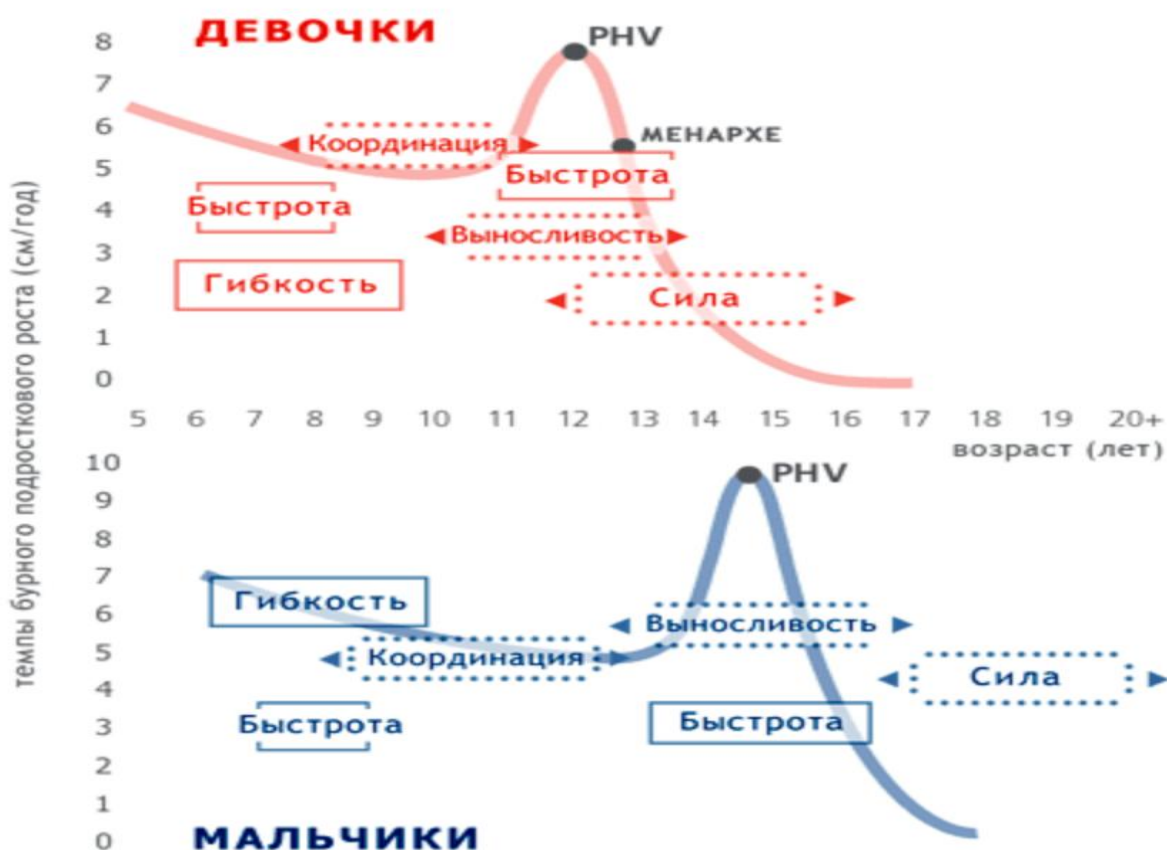 ДЕВОЧКИ
8
PHV
7
6
МЕНАРХЕ
Координация
5
Быстрота
4
Быстрота
3
Выносливость
Гибкость
2
Сила
1
0
5 6 7 8 9 10 11 12 13 14 15 16 17 18 19 20+
возраст (лет)
темпы бурного подросткового роста (см/год)
10
PHV
9
8
7
Гибкость
6
Выносливость
5
Координация
Сила
4
3
Быстрота
Быстрота
2
1
0
МАЛЬЧИКИ